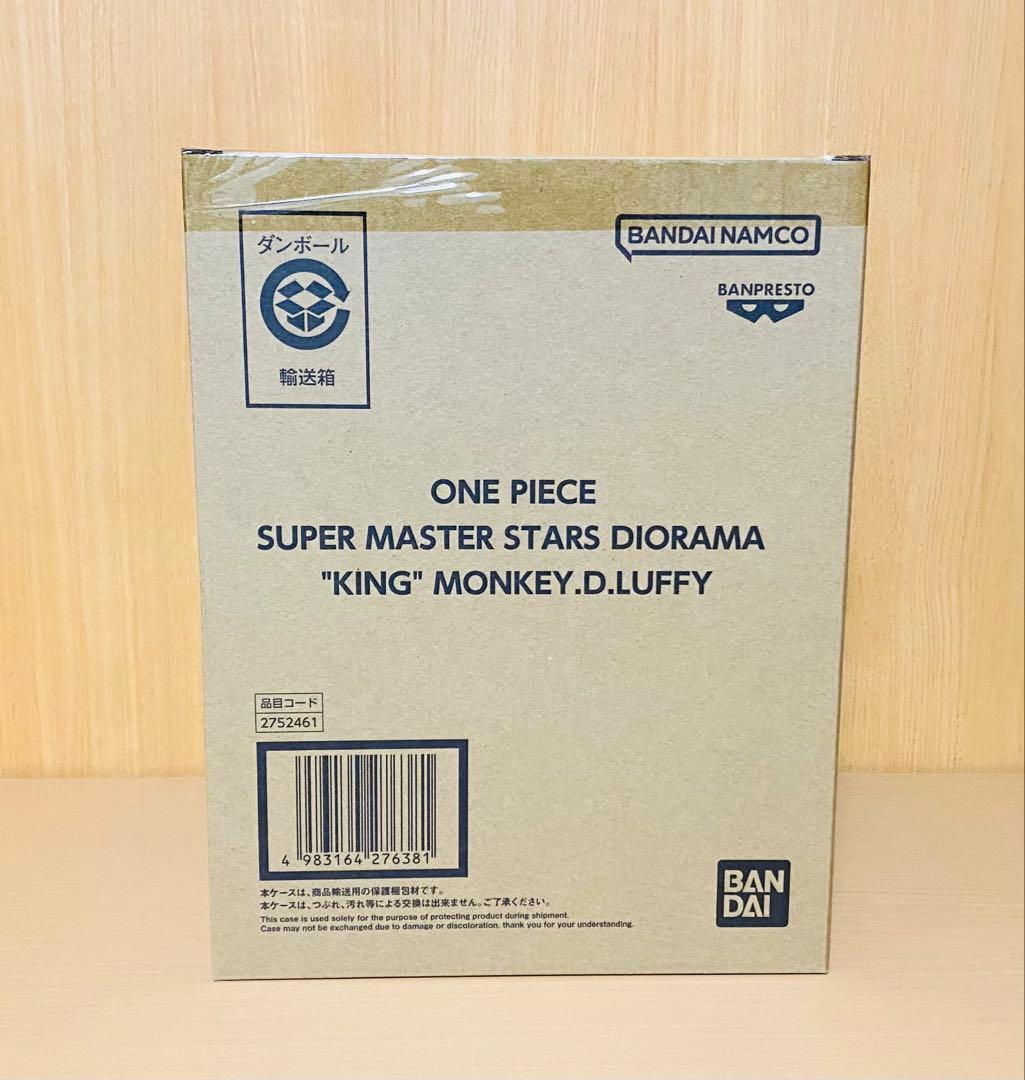 ダンボール
輸送箱
BANDAI NAMCO
BANPRESTO
ONE PIECE
SUPER MASTER STARS DIORAMA
"KING" MONKEY.D.LUFFY
品目コード
2752461
4 983164 276381
本ケースは、商品輸送用の保護梱包材です。
本ケースは、つぶれ、汚れ等による交換は出来ません。ご了承ください。
This case is used solely for the purpose of protecting product during shipment.
Case may not be exchanged due to damage or discoloration. thank you for your understanding.
BAN
DAI